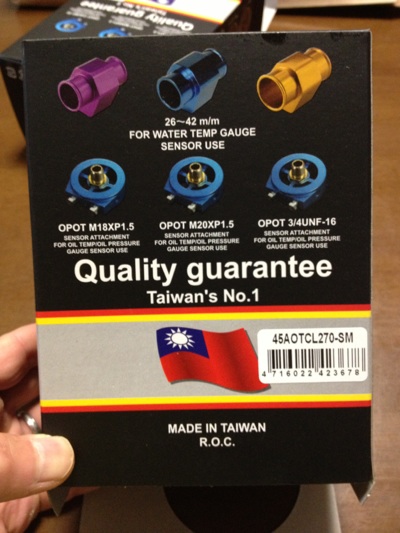 Quality guarantee
26～42 m/m
FOR WATER TEMP GAUGE
SENSOR USE
OPOT M18XP1.5
SENSOR ATTACHMENT
FOR OIL TEMP/OIL PRESSURE
GAUGE SENSOR USE
OPOT M20XP1.5
SENSOR ATTACHMENT
FOR OIL TEMP/OIL PRESSURE
GAUGE SENSOR USE
OPOT 3/4UNF-16
SENSOR ATTACHMENT
FOR OIL TEMP/OIL PRESSURE
GAUGE SENSOR USE
Quality guarantee
Taiwan's No.1
45AOTCL270-SM
4 716022 423678
MADE IN TAIWAN
R.O.C.